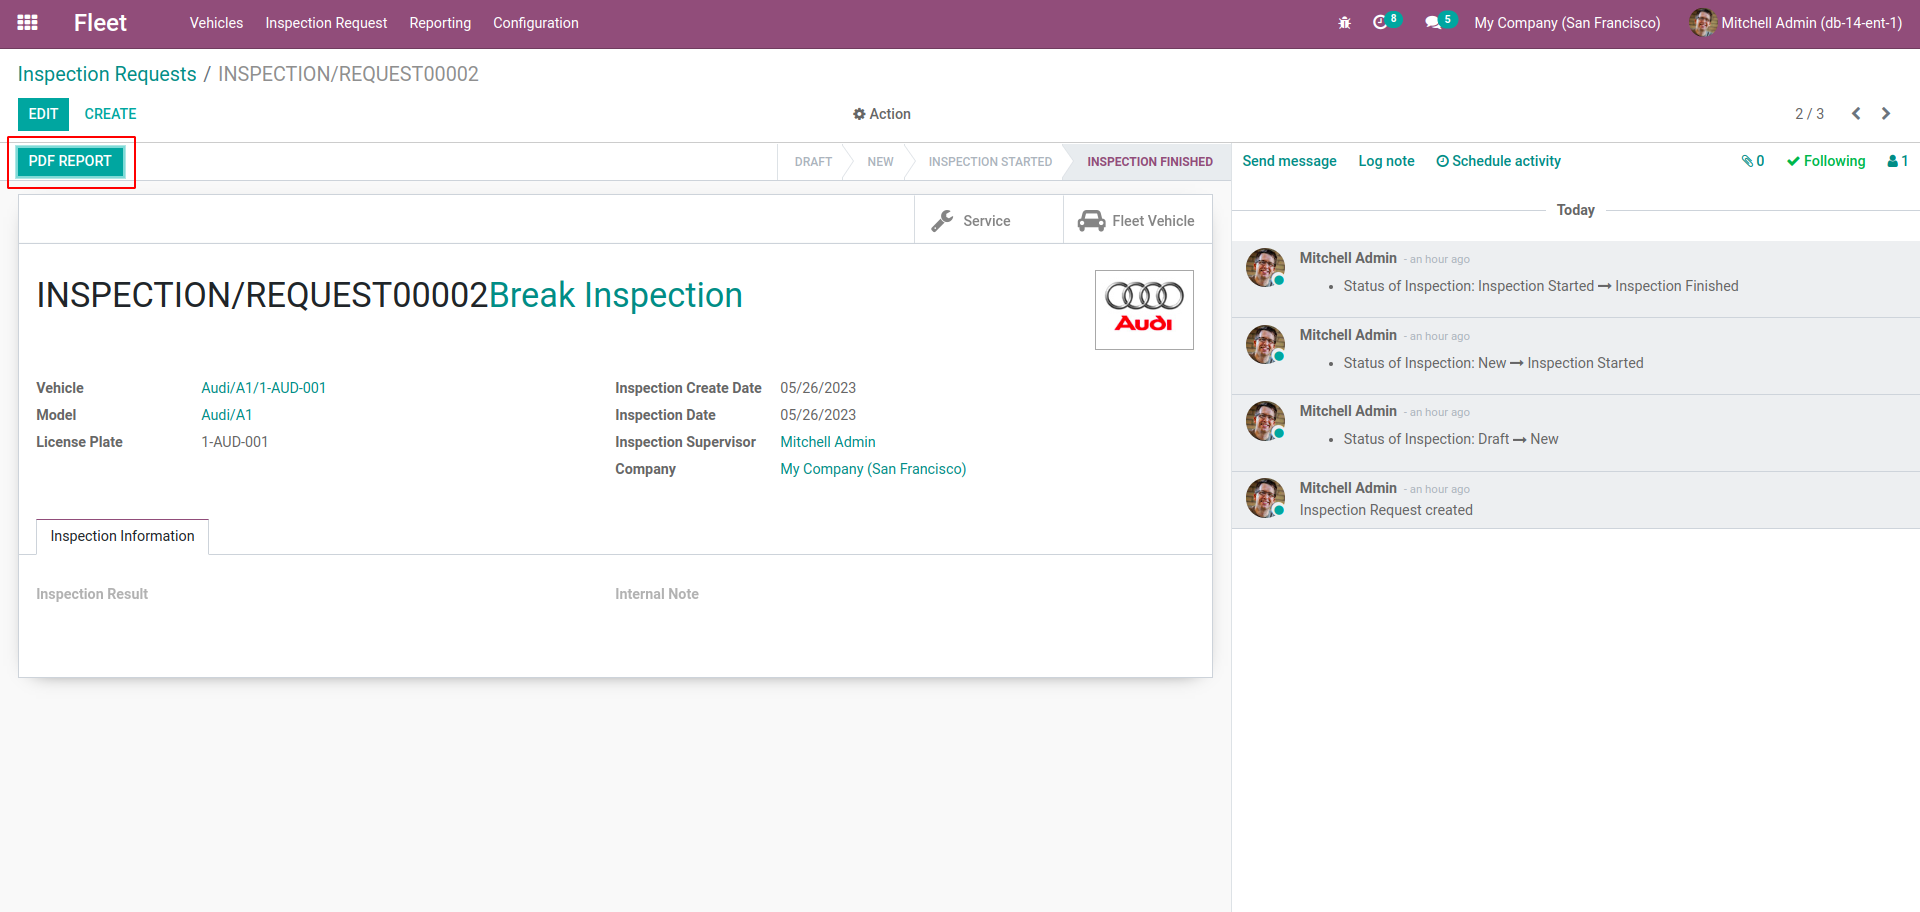 Fleet Vehicles Inspection Request Reporting Configuration 8 5 My Company (San Francisco) Mitchell Admin (db-14-ent-1)
Inspection Requests / INSPECTION/REQUEST00002
EDIT CREATE Action 2 / 3
PDF REPORT DRAFT NEW INSPECTION STARTED INSPECTION FINISHED
Service Fleet Vehicle
INSPECTION/REQUEST00002Break Inspection
Audi
Vehicle Audi/A1/1-AUD-001
Model Audi/A1
License Plate 1-AUD-001
Inspection Create Date 05/26/2023
Inspection Date 05/26/2023
Inspection Supervisor Mitchell Admin
Company My Company (San Francisco)
Inspection Information
Inspection Result
Internal Note
Send message Log note Schedule activity 0 Following 1
Today
Mitchell Admin - an hour ago
• Status of Inspection: Inspection Started → Inspection Finished
Mitchell Admin - an hour ago
• Status of Inspection: New → Inspection Started
Mitchell Admin - an hour ago
• Status of Inspection: Draft → New
Mitchell Admin - an hour ago
Inspection Request created